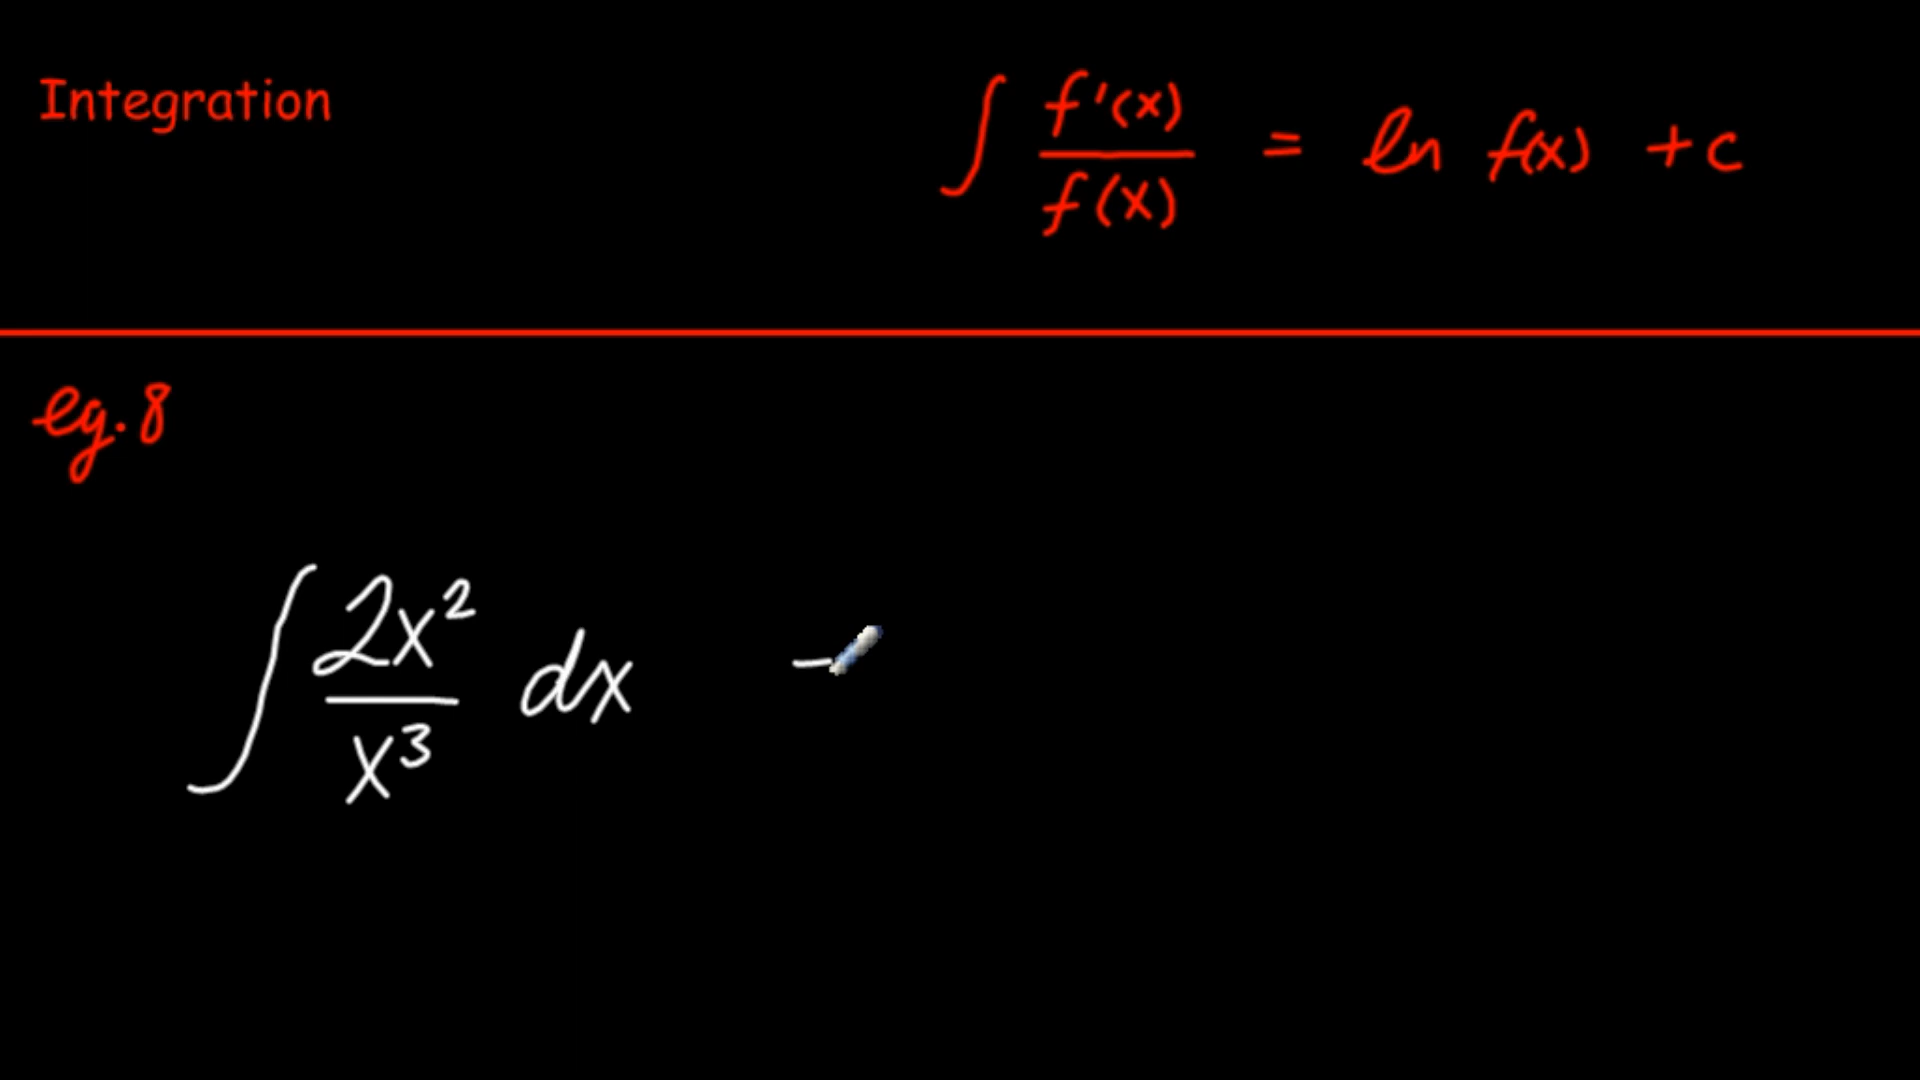 Integration
∫ f'(x)/f(x) = ln f(x) + c
eg. 8
∫ 2x²/x³ dx −